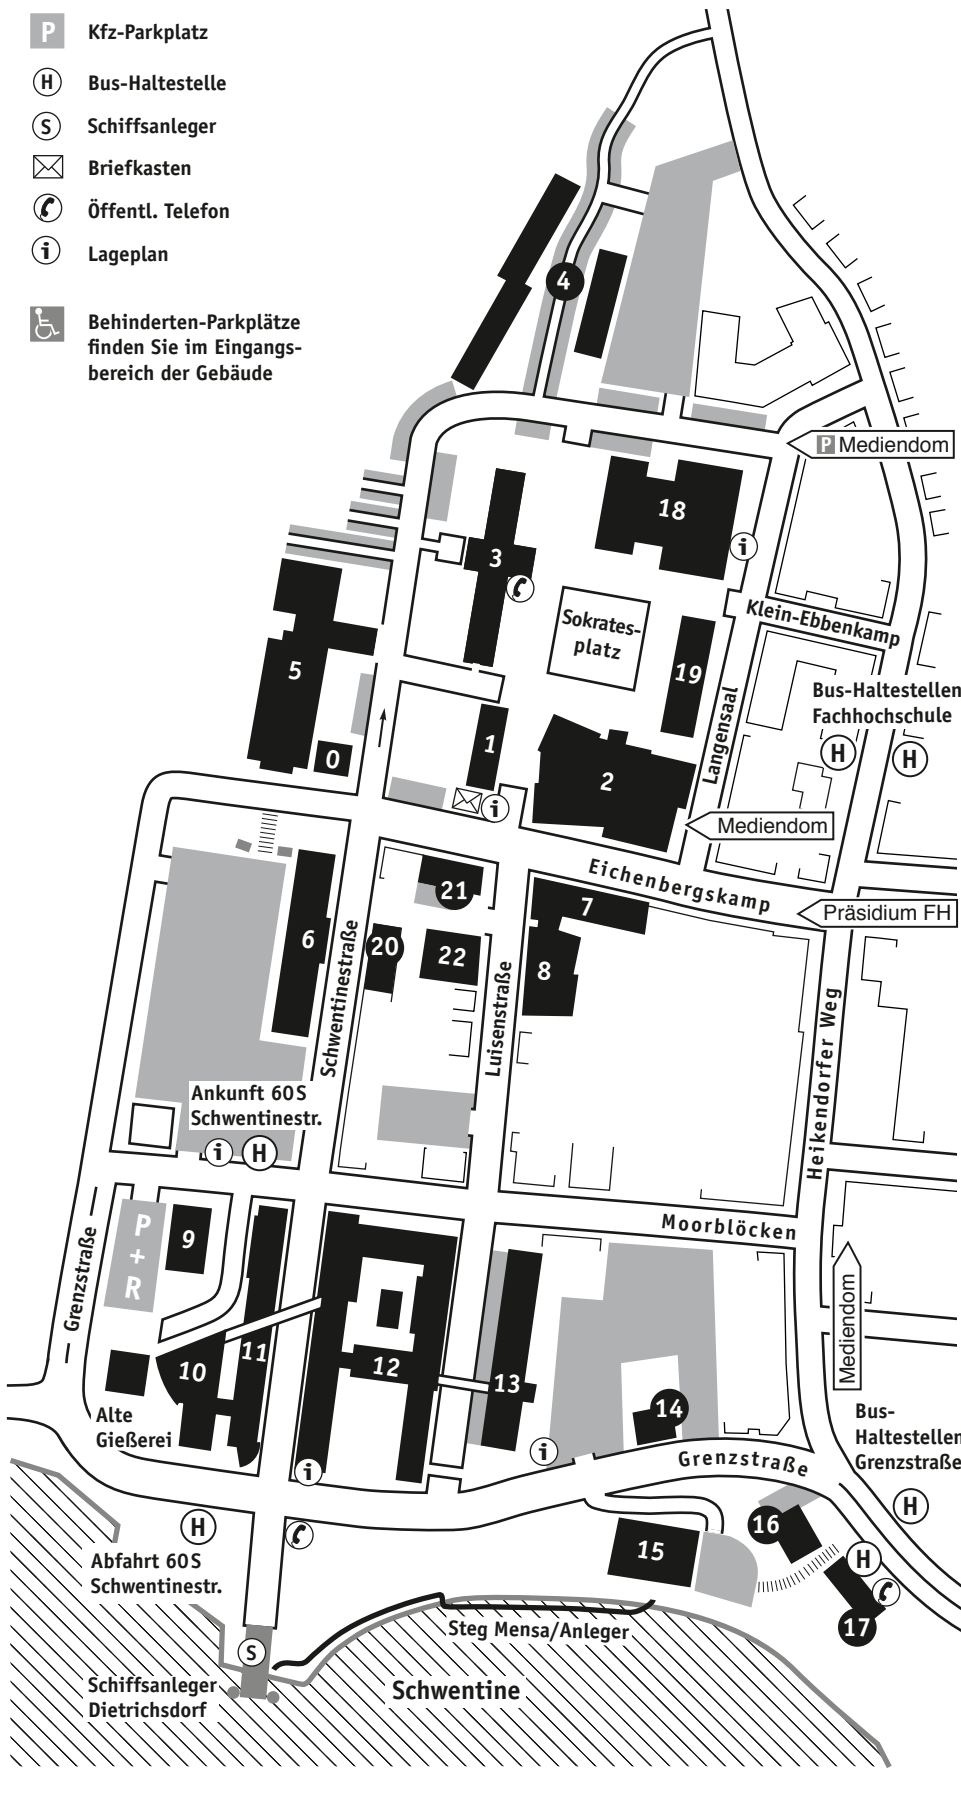 P Kfz-Parkplatz
H Bus-Haltestelle
S Schiffsanleger
Briefkasten
Öffentl. Telefon
i Lageplan
Behinderten-Parkplätze
finden Sie im Eingangs-
bereich der Gebäude
4
P Mediendom
18
i
3
Klein-Ebbenkamp
Sokrates-
platz
5
19
Bus-Haltestellen
Fachhochschule
H
H
Langensaal
0
1
2
i
Mediendom
Eichenbergskamp
21
7
Präsidium FH
6
20
22
8
Schwentinestraße
Luisenstraße
Heikendorfer Weg
Ankunft 60S
Schwentinestr.
i
H
Moorblöcken
P
+
R
9
Grenzstraße
Mediendom
10
11
12
13
14
Alte
Gießerei
Bus-
Haltestellen
Grenzstraße
i
i
Grenzstraße
H
H
16
15
H
Abfahrt 60S
Schwentinestr.
17
Steg Mensa/Anleger
S
Schiffsanleger
Dietrichsdorf
Schwentine